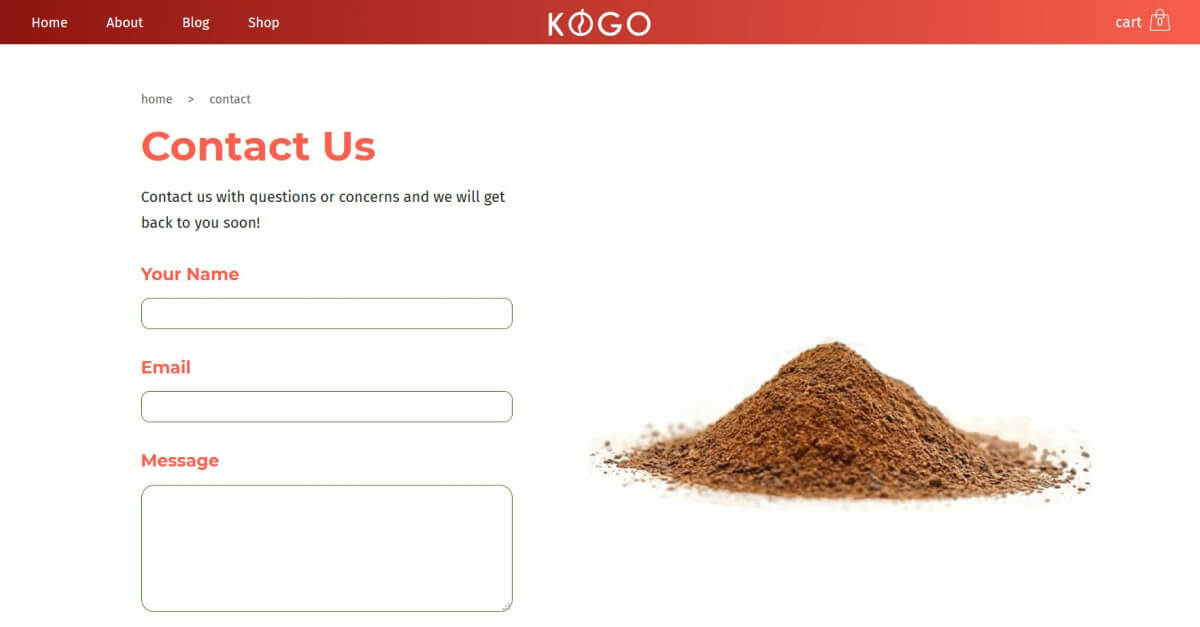 Home About Blog Shop KOGO cart 0
home > contact
Contact Us
Contact us with questions or concerns and we will get
back to you soon!
Your Name
Email
Message